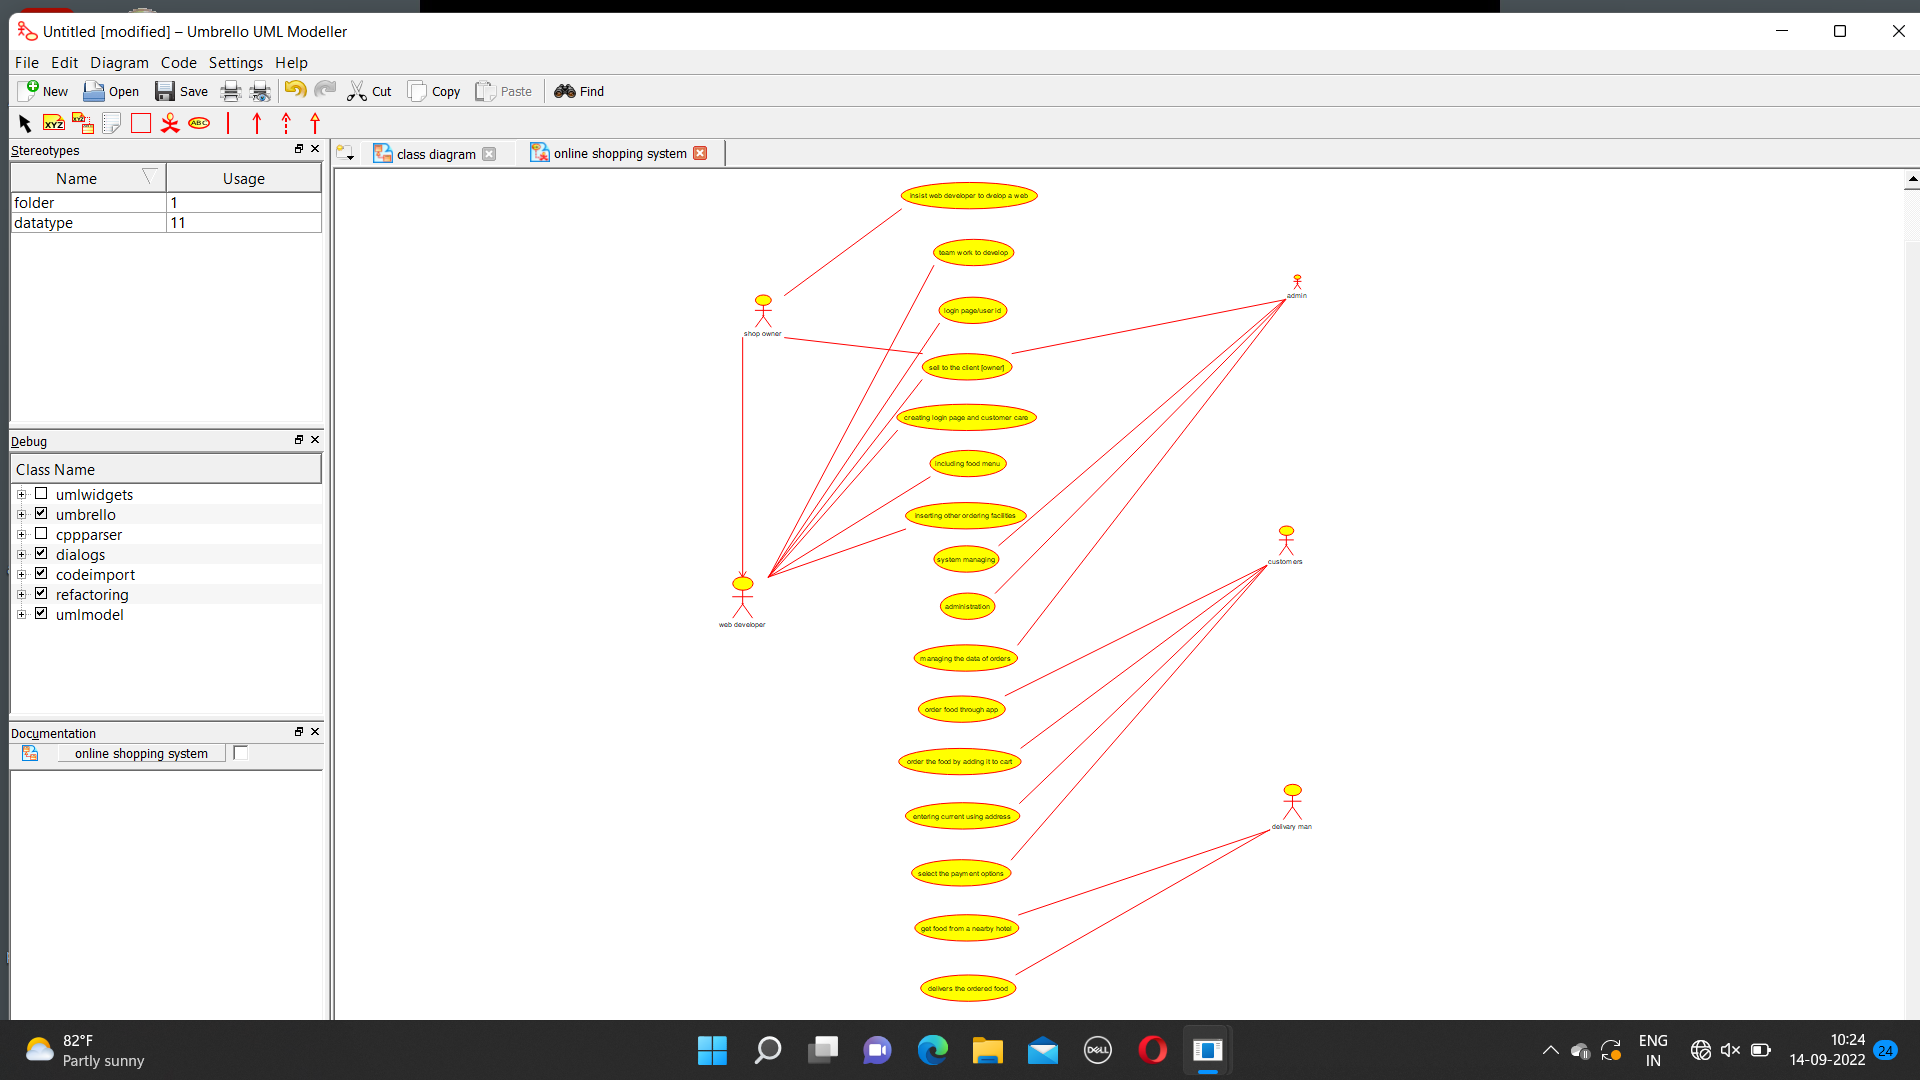 Untitled [modified] – Umbrello UML Modeller
File Edit Diagram Code Settings Help
New Open Save Cut Copy Paste Find
XYZ XYZ ABC
Stereotypes
class diagram online shopping system
Name Usage
folder 1
datatype 11
Debug
Class Name
umlwidgets
umbrello
cppparser
dialogs
codeimport
refactoring
umlmodel
Documentation
online shopping system
insist web developer to dvelop a web
team work to develop
admin
login page/user id
shop owner
sell to the client [owner]
creating login page and customer care
including food menu
inserting other ordering facilities
system managing
customers
administration
web developer
managing the data of orders
order food through app
order the food by adding it to cart
entering current using address
delivary man
select the payment options
get food from a nearby hotel
delivers the ordered food
82°F
Partly sunny
DELL
ENG
IN
10:24
14-09-2022
24